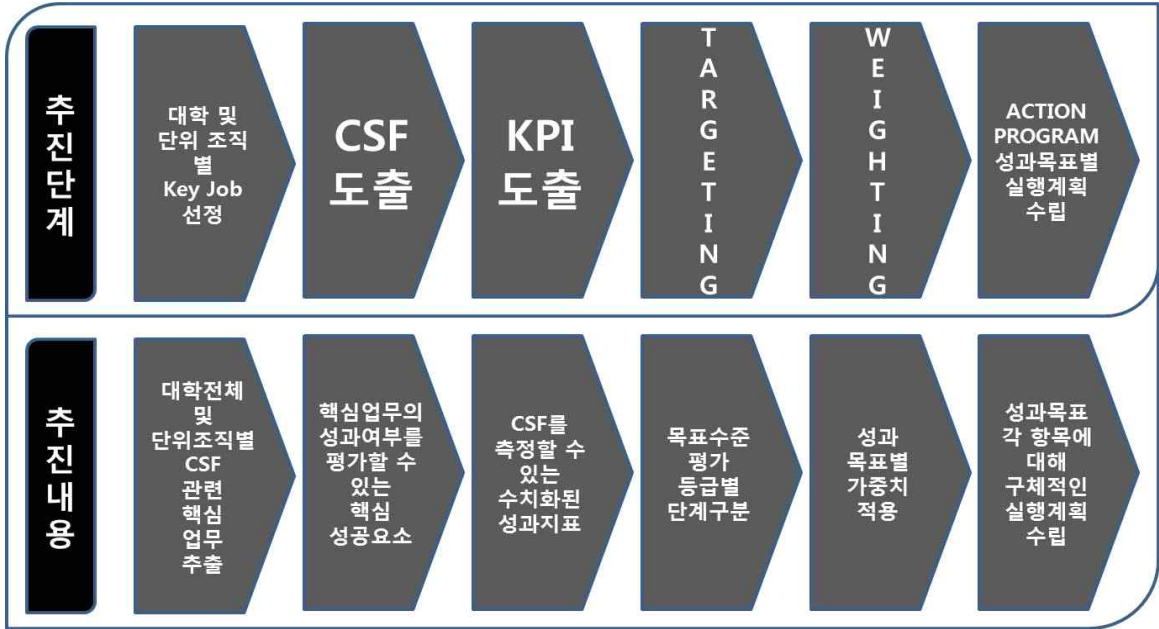 추
진
단
계
대학 및
단위 조직
별
Key Job
선정
CSF
도출
KPI
도출
T
A
R
G
E
T
I
N
G
W
E
I
G
H
T
I
N
G
ACTION
PROGRAM
성과목표별
실행계획
수립
추
진
내
용
대학전체
및
단위조직별
CSF
관련
핵심
업무
추출
핵심업무의
성과여부를
평가할 수
있는
핵심
성공요소
CSF를
측정할 수
있는
수치화된
성과지표
목표수준
평가
등급별
단계구분
성과
목표별
가중치
적용
성과목표
각 항목에
대해
구체적인
실행계획
수립